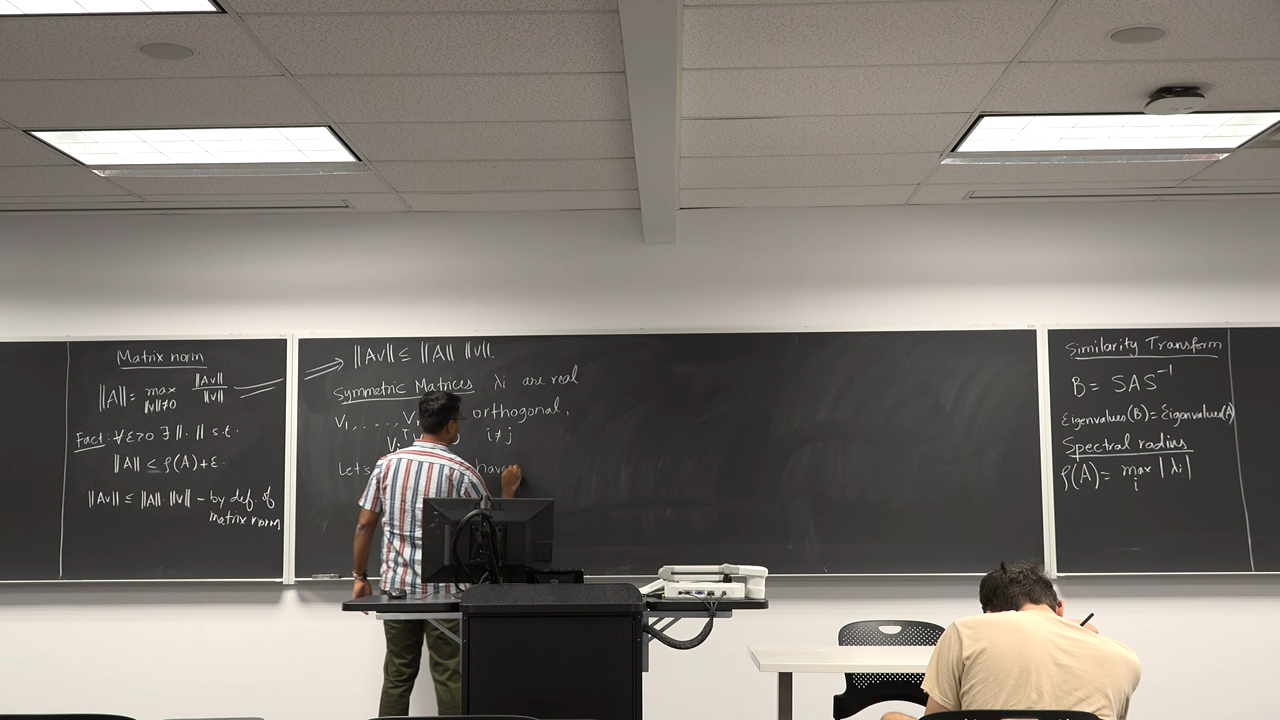 Matrix norm
||A|| = max ||Av|| / ||v||
||v||≠0
Fact: ∀ε>0 ∃ ||.|| s.t.
||A|| ≤ ρ(A)+ε.
||Av|| ≤ ||A|| ||v|| - by def. of
matrix norm
⇒ ||Av|| ≤ ||A|| ||v||.
Symmetric Matrices λi are real
V1, ...., orthogonal,
i≠j
Let's have
Similarity Transform
B = SAS⁻¹
Eigenvalues(B) = Eigenvalues(A)
Spectral radius
ρ(A) = max |λi|
i